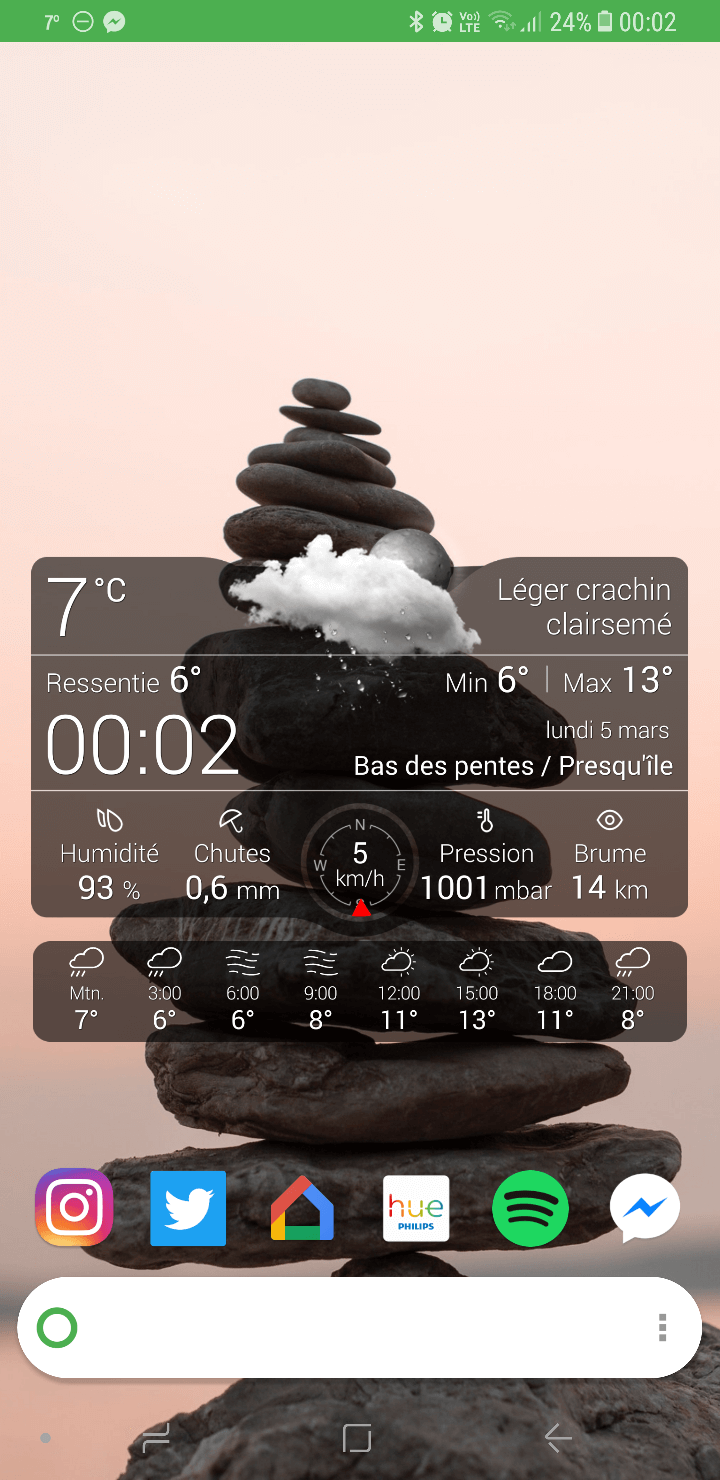 7° 24% 00:02
Vo)) LTE
7°C
Léger crachin
clairsemé
Ressentie 6° Min 6° | Max 13°
00:02
lundi 5 mars
Bas des pentes / Presqu'île
N
W E
5
km/h
Humidité Chutes Pression Brume
93 % 0,6 mm 1001 mbar 14 km
Mtn. 3:00 6:00 9:00 12:00 15:00 18:00 21:00
7° 6° 6° 8° 11° 13° 11° 8°
hue
PHILIPS